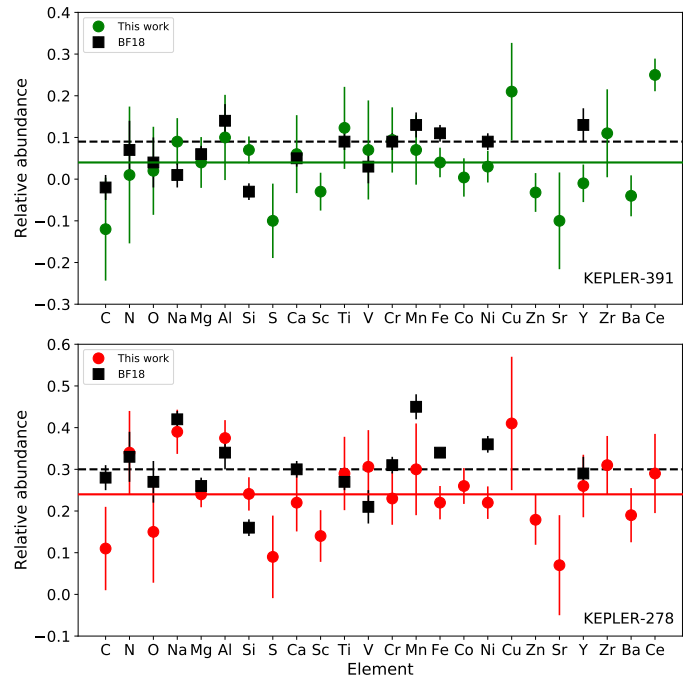 0.4
0.3
0.2
0.1
0.0
−0.1
−0.2
−0.3
Relative abundance
This work
BF18
KEPLER-391
C N O Na Mg Al Si S Ca Sc Ti V Cr Mn Fe Co Ni Cu Zn Sr Y Zr Ba Ce
0.6
0.5
0.4
0.3
0.2
0.1
0.0
−0.1
Relative abundance
This work
BF18
KEPLER-278
C N O Na Mg Al Si S Ca Sc Ti V Cr Mn Fe Co Ni Cu Zn Sr Y Zr Ba Ce
Element